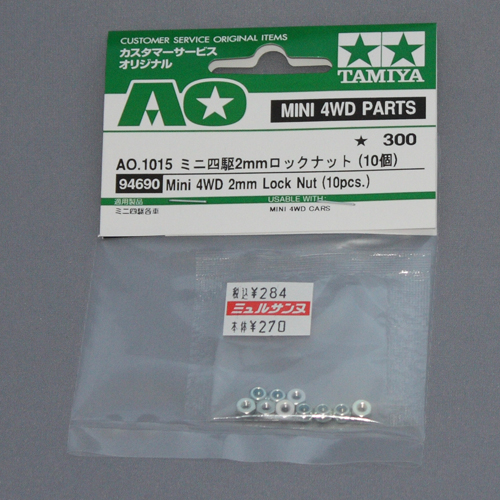 CUSTOMER SERVICE ORIGINAL ITEMS
カスタマーサービス
オリジナル
TAMIYA
AO
MINI 4WD PARTS
★ 300
AO.1015 ミニ四駆2mmロックナット (10個)
94690 Mini 4WD 2mm Lock Nut (10pcs.)
適用製品
USABLE WITH:
ミニ四駆各車
MINI 4WD CARS
税込¥284
ミュルサンヌ
本体¥270